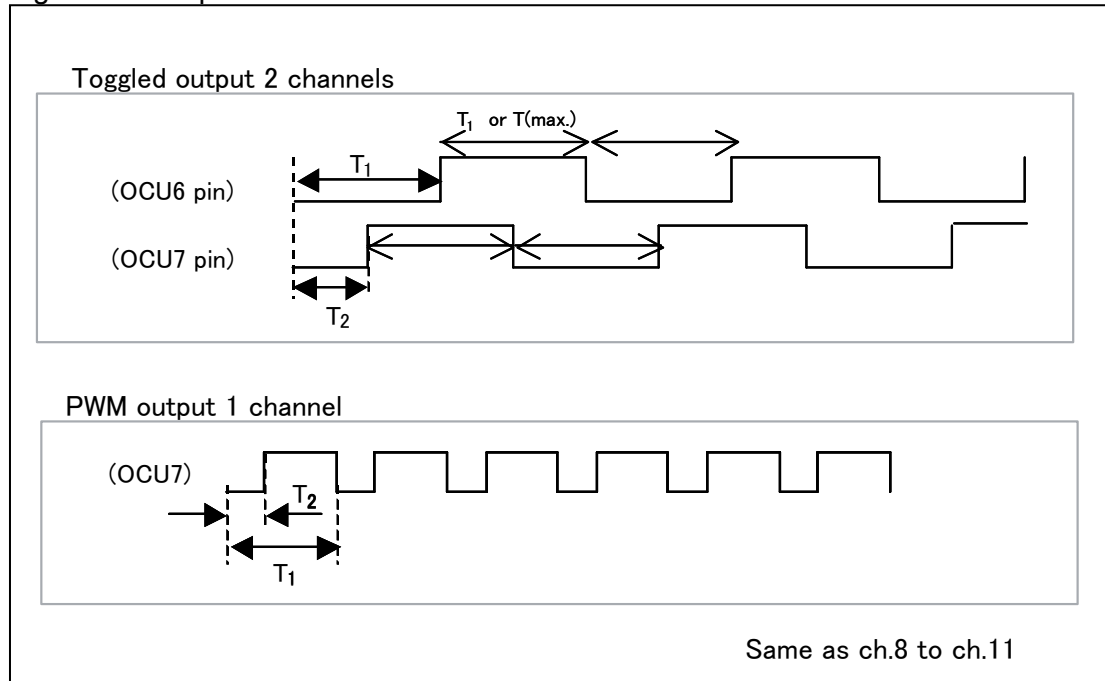 Toggled output 2 channels
T1 or T(max.)
T1
(OCU6 pin)
(OCU7 pin)
T2
PWM output 1 channel
(OCU7)
T2
T1
Same as ch.8 to ch.11